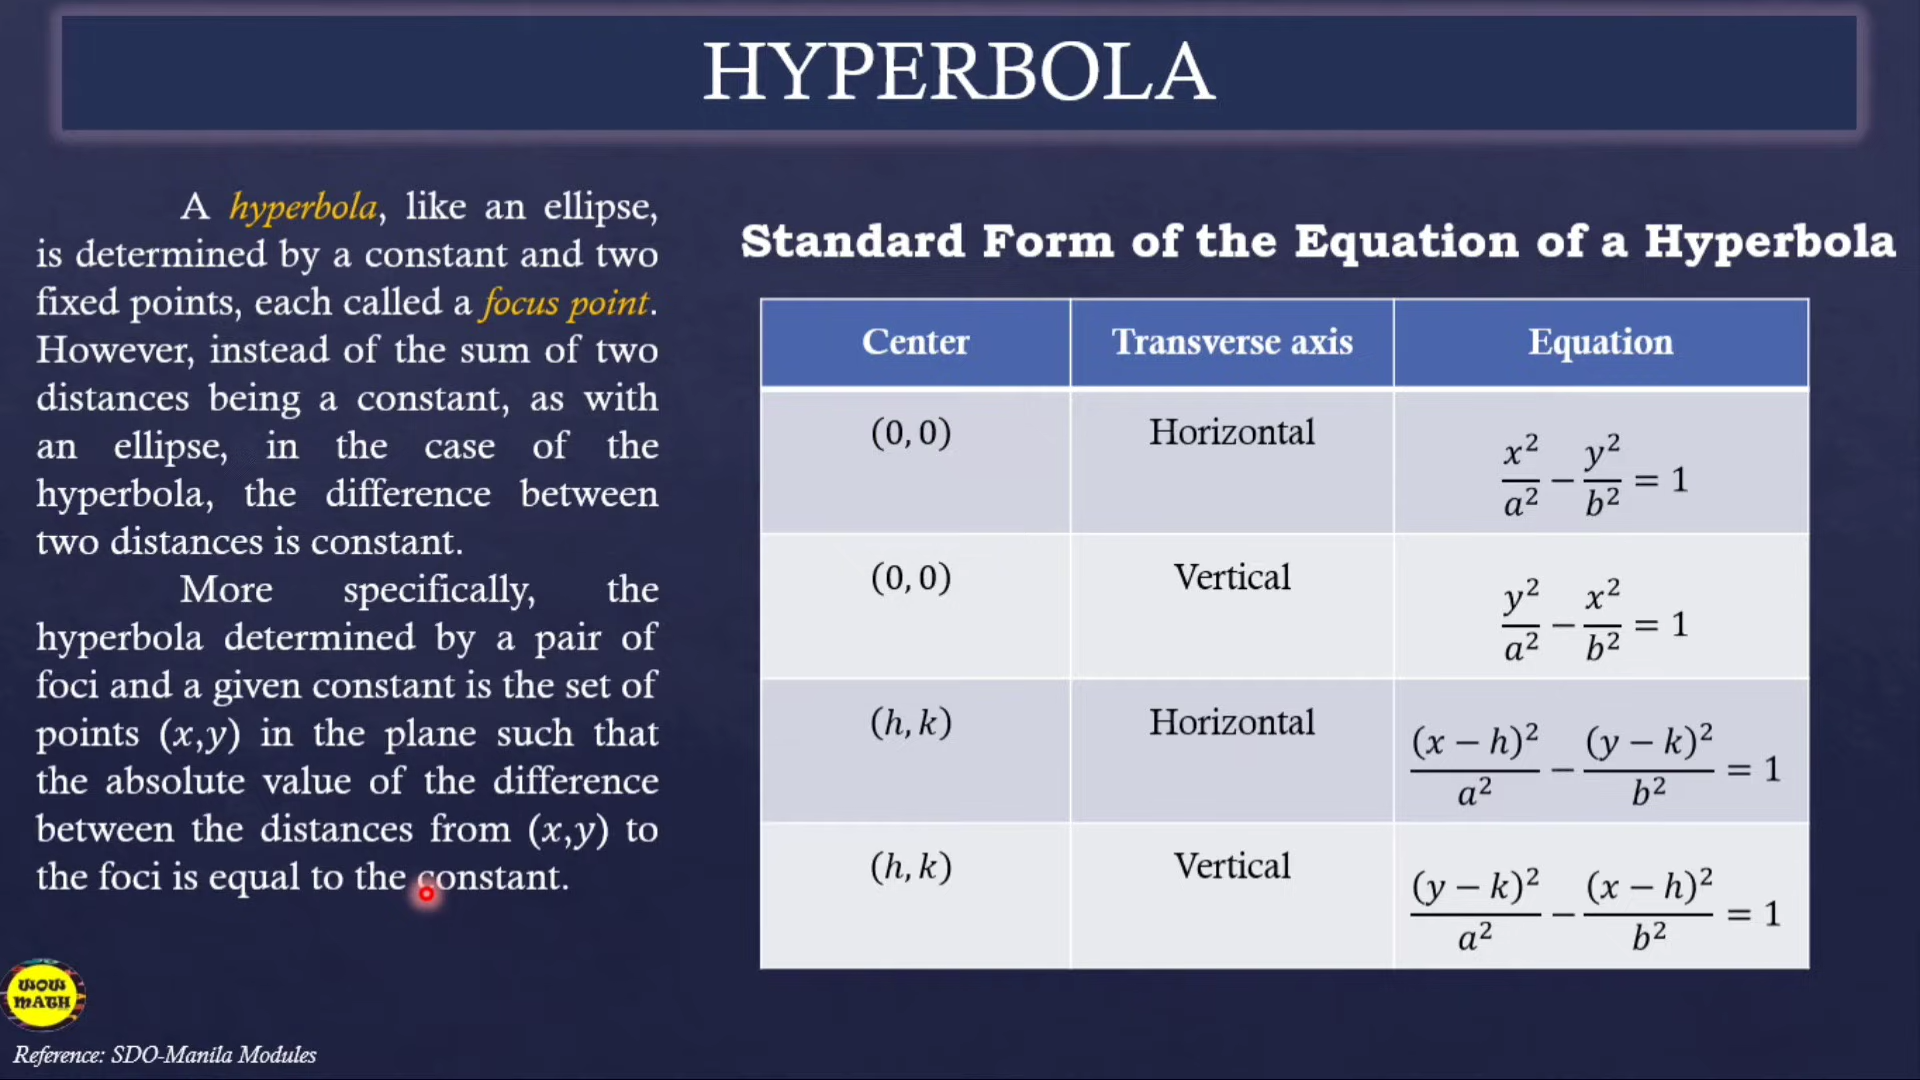 HYPERBOLA
A hyperbola, like an ellipse,
is determined by a constant and two
fixed points, each called a focus point.
However, instead of the sum of two
distances being a constant, as with
an ellipse, in the case of the
hyperbola, the difference between
two distances is constant.
More specifically, the
hyperbola determined by a pair of
foci and a given constant is the set of
points (x,y) in the plane such that
the absolute value of the difference
between the distances from (x,y) to
the foci is equal to the constant.
Standard Form of the Equation of a Hyperbola
Center Transverse axis Equation
(0, 0) Horizontal x²/a² − y²/b² = 1
(0, 0) Vertical y²/a² − x²/b² = 1
(h, k) Horizontal (x − h)²/a² − (y − k)²/b² = 1
(h, k) Vertical (y − k)²/a² − (x − h)²/b² = 1
WOW
MATH
Reference: SDO-Manila Modules